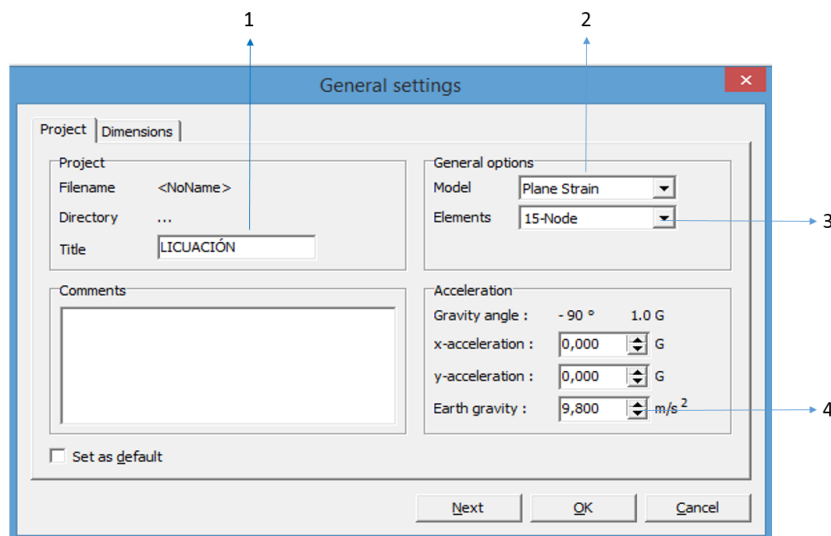 1
2
General settings
Project
Dimensions
Project
Filename <NoName>
Directory ...
Title LICUACIÓN
General options
Model Plane Strain
Elements 15-Node
3
Comments
Acceleration
Gravity angle : - 90 ° 1.0 G
x-acceleration : 0,000 G
y-acceleration : 0,000 G
Earth gravity : 9,800 m/s 2
4
Set as default
Next
OK
Cancel